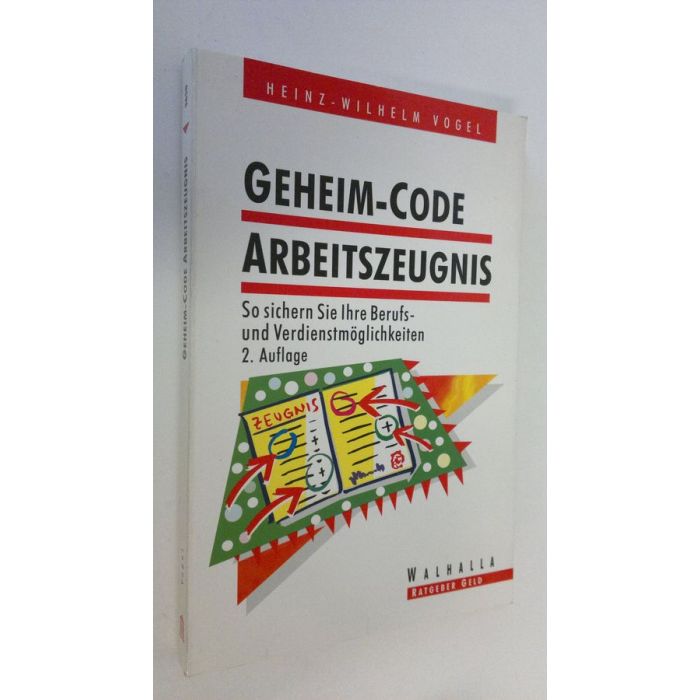 HEINZ-WILHELM VOGEL
GEHEIM-CODE
ARBEITSZEUGNIS
So sichern Sie Ihre Berufs-
und Verdienstmöglichkeiten
2. Auflage
ZEUGNIS
WALHALLA
RATGEBER GELD
GEHEIM-CODE ARBEITSZEUGNIS